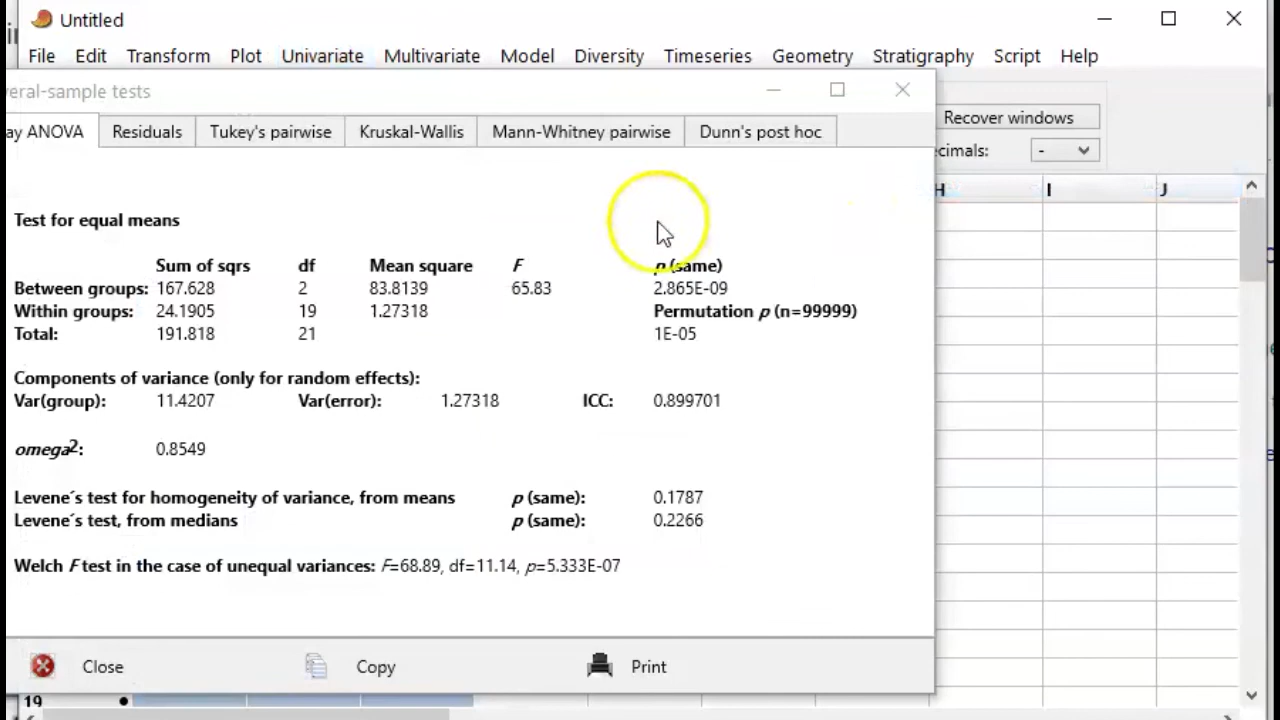 Untitled
File Edit Transform Plot Univariate Multivariate Model Diversity Timeseries Geometry Stratigraphy Script Help
eral-sample tests
Recover windows
ay ANOVA Residuals Tukey's pairwise Kruskal-Wallis Mann-Whitney pairwise Dunn's post hoc
ecimals: -
H I J
Test for equal means
Sum of sqrs df Mean square F p (same)
Between groups: 167.628 2 83.8139 65.83 2.865E-09
Within groups: 24.1905 19 1.27318 Permutation p (n=99999)
Total: 191.818 21 1E-05
Components of variance (only for random effects):
Var(group): 11.4207 Var(error): 1.27318 ICC: 0.899701
omega2: 0.8549
Levene´s test for homogeneity of variance, from means p (same): 0.1787
Levene´s test, from medians p (same): 0.2266
Welch F test in the case of unequal variances: F=68.89, df=11.14, p=5.333E-07
Close Copy Print
19 •